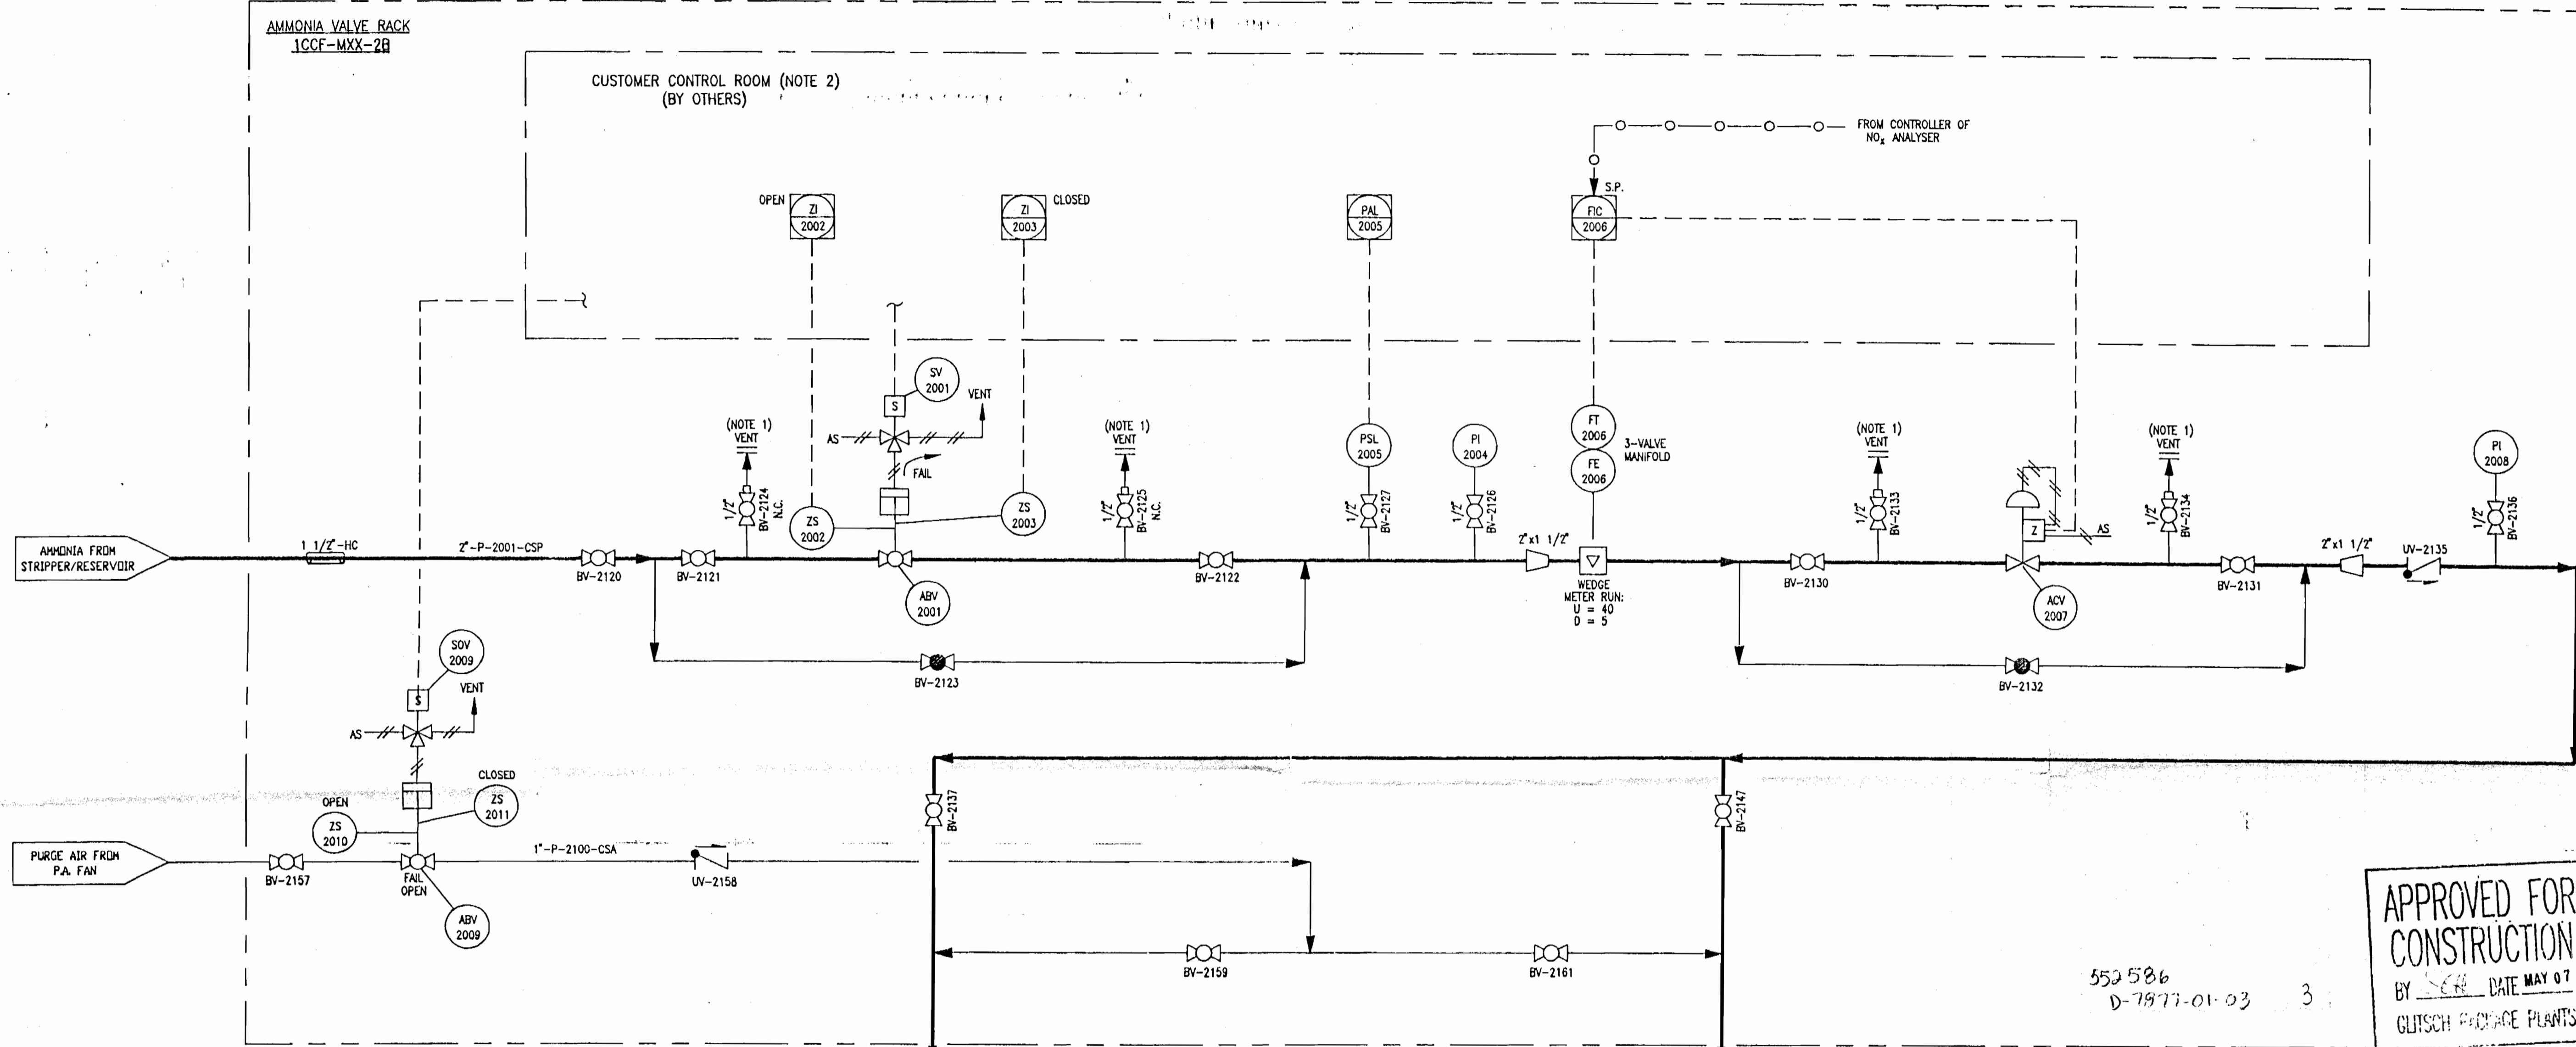 AMMONIA VALVE RACK
1CCF-MXX-2B
CUSTOMER CONTROL ROOM (NOTE 2)
(BY OTHERS)
FROM CONTROLLER OF
NOx ANALYSER
S.P.
OPEN
ZI
2002
ZI
2003
CLOSED
PAL
2005
FIC
2006
SV
2001
S
VENT
AS
FAIL
(NOTE 1)
VENT
1/2"
BV-2124
N.C.
ZS
2002
ZS
2003
(NOTE 1)
VENT
1/2"
BV-2125
N.C.
PSL
2005
1/2"
BV-2127
PI
2004
1/2"
BV-2126
FT
2006
FE
2006
3-VALVE
MANIFOLD
(NOTE 1)
VENT
1/2"
BV-2133
Z
AS
(NOTE 1)
VENT
1/2"
BV-2134
PI
2008
1/2"
BV-2136
AMMONIA FROM
STRIPPER/RESERVOIR
1 1/2"-HC
2"-P-2001-CSP
BV-2120
BV-2121
ABV
2001
BV-2122
2"x1 1/2"
WEDGE
METER RUN:
U = 40
D = 5
BV-2130
ACV
2007
BV-2131
2"x1 1/2"
UV-2135
BV-2123
BV-2132
SOV
2009
S
VENT
AS
CLOSED
ZS
2011
OPEN
ZS
2010
PURGE AIR FROM
P.A. FAN
BV-2157
FAIL
OPEN
ABV
2009
1"-P-2100-CSA
UV-2158
BV-2137
BV-2147
BV-2159
BV-2161
552586
D-7877-01-03 3
APPROVED FOR
CONSTRUCTION
BY DATE MAY 07
GLITSCH PACKAGE PLANTS